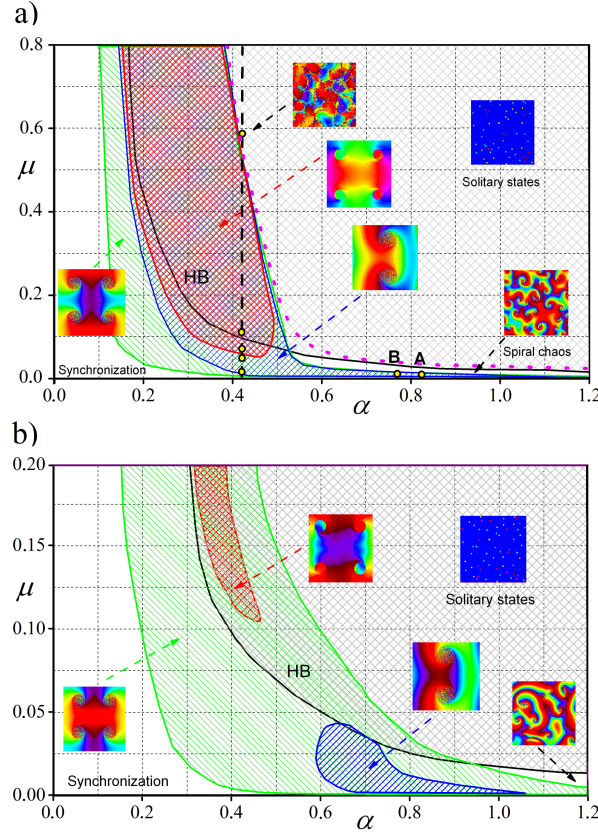 a)
0.8
0.6
0.4
0.2
0.0
μ
HB
Solitary states
Spiral chaos
B A
Synchronization
0.0 0.2 0.4 0.6 0.8 1.0 1.2
α
b)
0.20
0.15
0.10
0.05
0.00
μ
HB
Solitary states
Synchronization
0.0 0.2 0.4 0.6 0.8 1.0 1.2
α